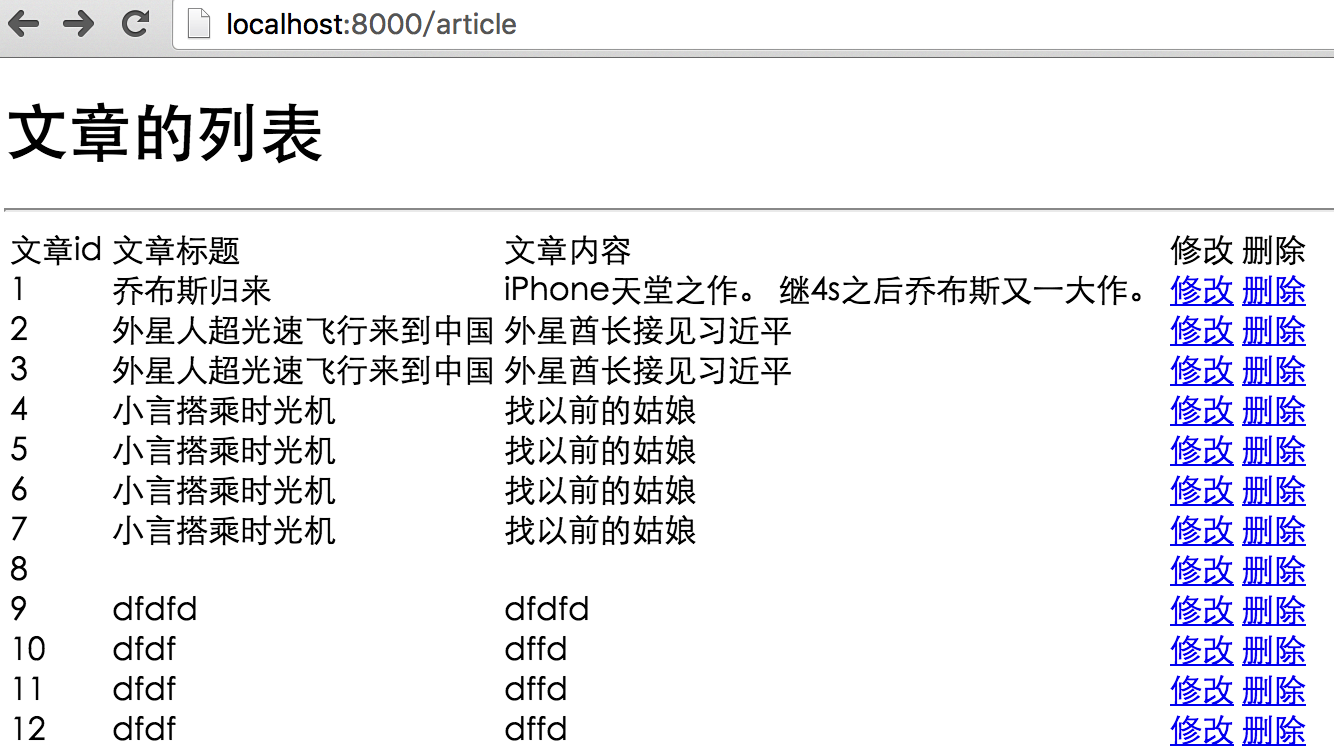 localhost:8000/article
文章的列表
文章id 文章标题 文章内容 修改 删除
1 乔布斯归来 iPhone天堂之作。 继4s之后乔布斯又一大作。 修改 删除
2 外星人超光速飞行来到中国 外星酋长接见习近平 修改 删除
3 外星人超光速飞行来到中国 外星酋长接见习近平 修改 删除
4 小言搭乘时光机 找以前的姑娘 修改 删除
5 小言搭乘时光机 找以前的姑娘 修改 删除
6 小言搭乘时光机 找以前的姑娘 修改 删除
7 小言搭乘时光机 找以前的姑娘 修改 删除
8 修改 删除
9 dfdfd dfdfd 修改 删除
10 dfdf dffd 修改 删除
11 dfdf dffd 修改 删除
12 dfdf dffd 修改 删除